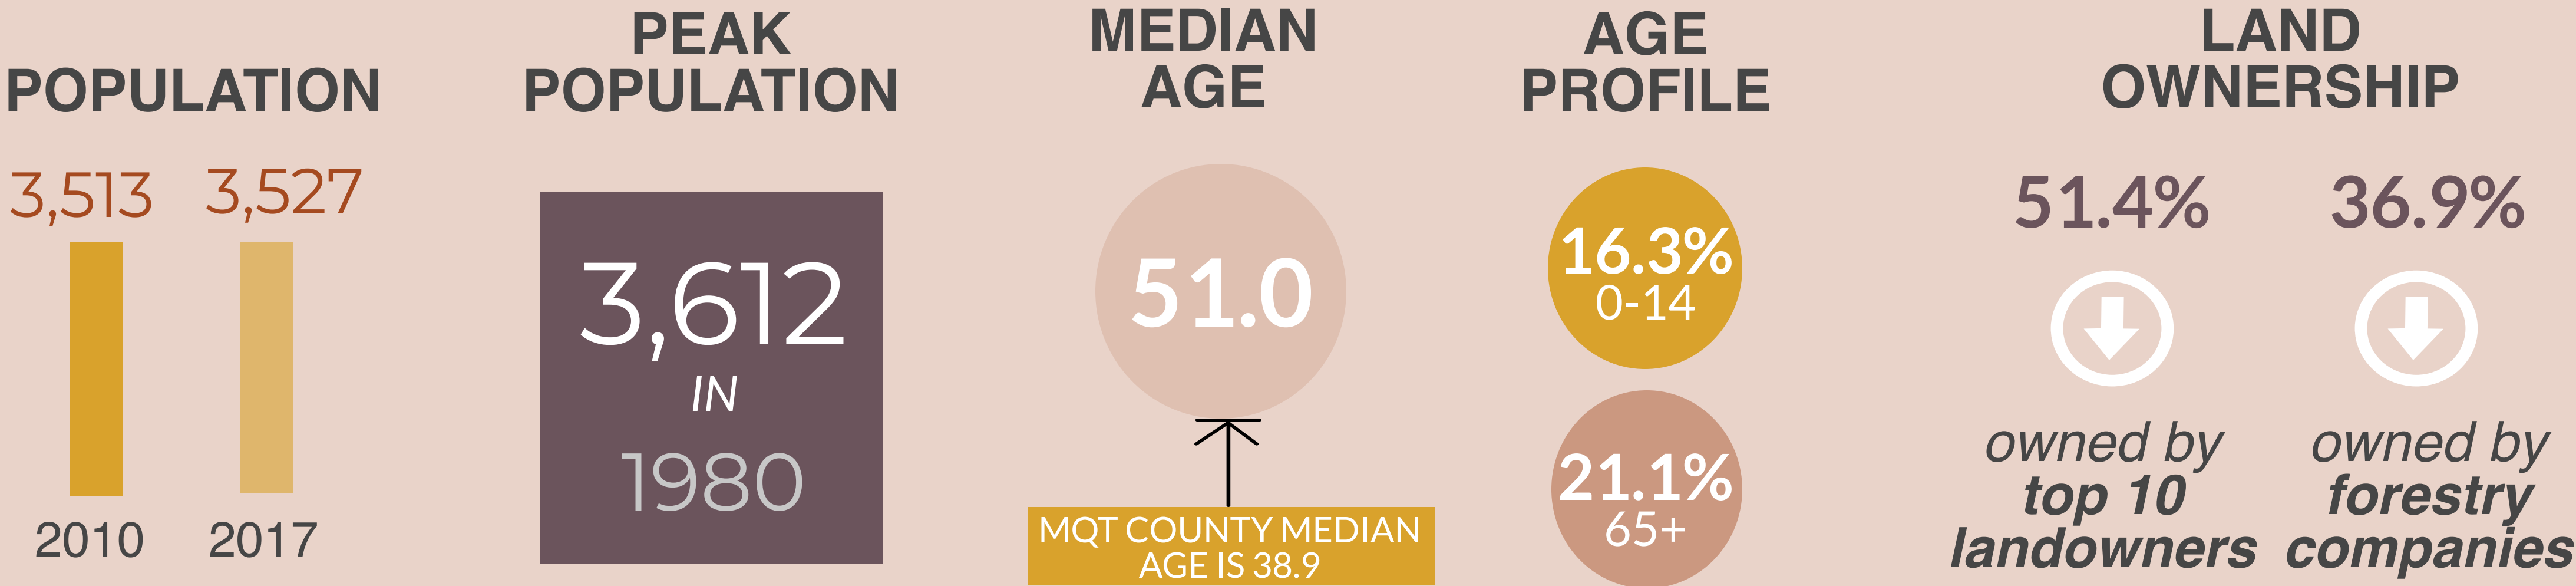 POPULATION
3,513
3,527
2010
2017
PEAK
POPULATION
3,612
IN
1980
MEDIAN
AGE
51.0
MQT COUNTY MEDIAN
AGE IS 38.9
AGE
PROFILE
16.3%
0-14
21.1%
65+
LAND
OWNERSHIP
51.4%
owned by
top 10
landowners
36.9%
owned by
forestry
companies